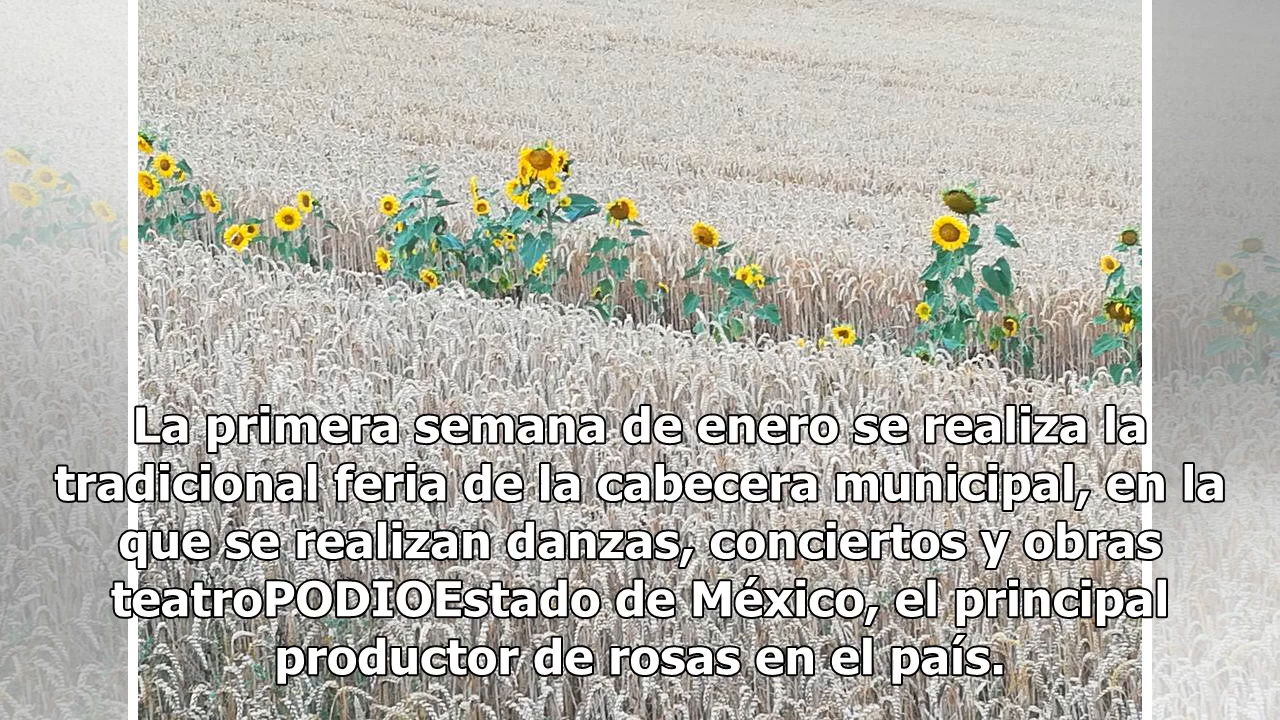 La primera semana de enero se realiza la
tradicional feria de la cabecera municipal, en la
que se realizan danzas, conciertos y obras
teatroPODIOEstado de México, el principal
productor de rosas en el país.